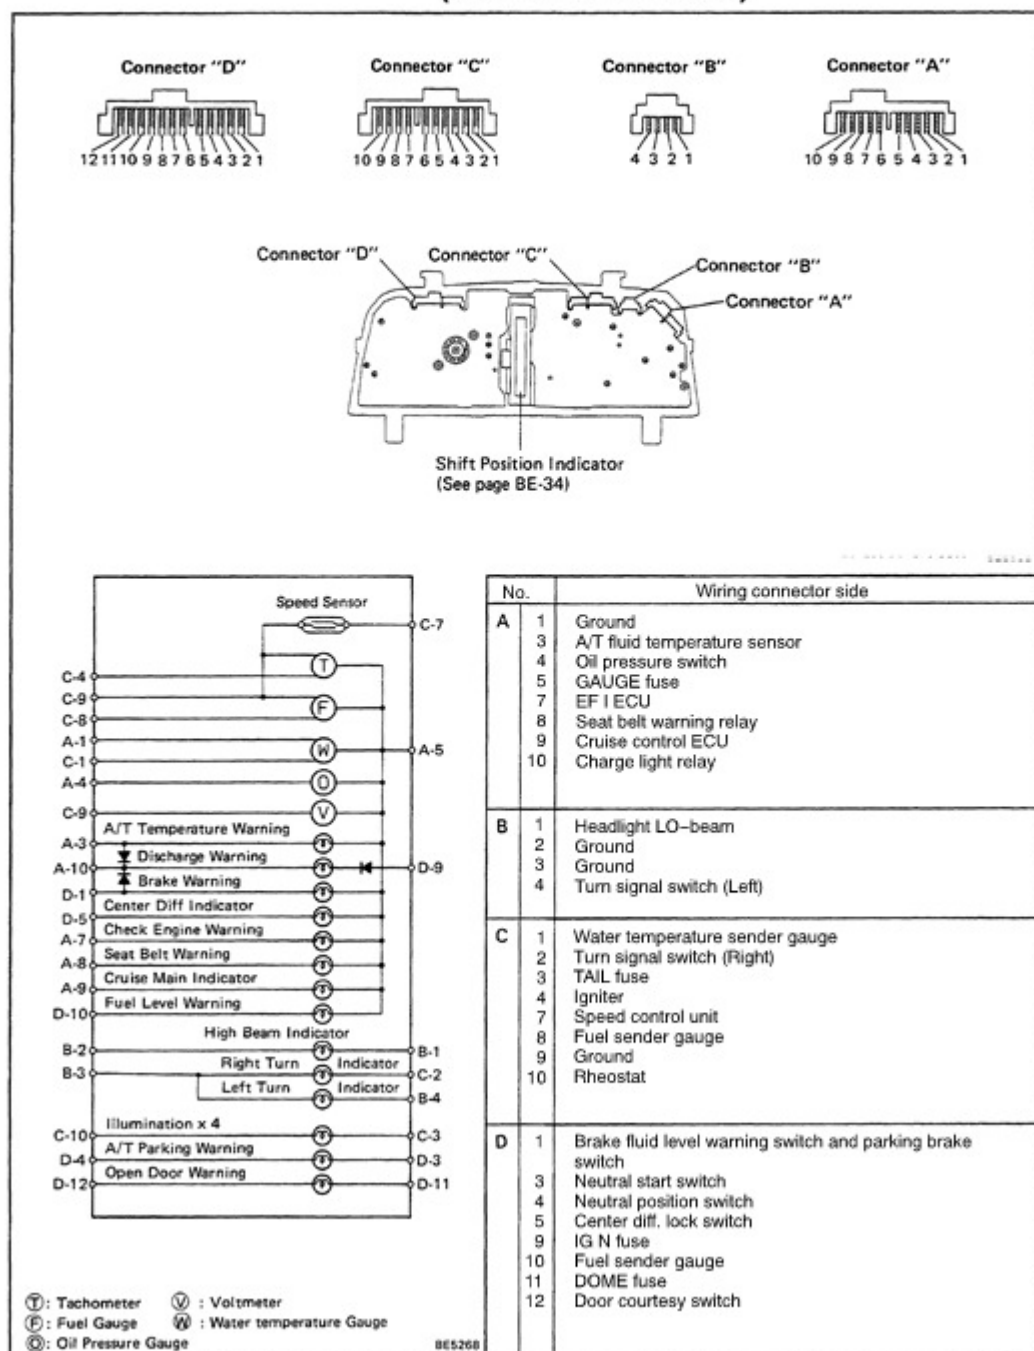 Connector "D" Connector "C" Connector "B" Connector "A"
12 11 10 9 8 7 6 5 4 3 2 1
10 9 8 7 6 5 4 3 2 1
4 3 2 1
10 9 8 7 6 5 4 3 2 1
Connector "D"
Connector "C"
Connector "B"
Connector "A"
Shift Position Indicator
(See page BE-34)
Speed Sensor
C-7
T
C-4
C-9
F
C-8
A-1
W
A-5
C-1
A-4
O
C-9
V
A/T Temperature Warning
A-3
Discharge Warning
A-10
D-9
Brake Warning
D-1
Center Diff Indicator
D-5
Check Engine Warning
A-7
Seat Belt Warning
A-8
Cruise Main Indicator
A-9
Fuel Level Warning
D-10
High Beam Indicator
B-2
B-1
Right Turn Indicator
B-3
C-2
Left Turn Indicator
B-4
Illumination x 4
C-10
C-3
A/T Parking Warning
D-4
D-3
Open Door Warning
D-12
D-11
T : Tachometer V : Voltmeter
F : Fuel Gauge W : Water temperature Gauge
O : Oil Pressure Gauge
BE5268
No. Wiring connector side
A 1 Ground
3 A/T fluid temperature sensor
4 Oil pressure switch
5 GAUGE fuse
7 EF I ECU
8 Seat belt warning relay
9 Cruise control ECU
10 Charge light relay
B 1 Headlight LO–beam
2 Ground
3 Ground
4 Turn signal switch (Left)
C 1 Water temperature sender gauge
2 Turn signal switch (Right)
3 TAIL fuse
4 Igniter
7 Speed control unit
8 Fuel sender gauge
9 Ground
10 Rheostat
D 1 Brake fluid level warning switch and parking brake
switch
3 Neutral start switch
4 Neutral position switch
5 Center diff. lock switch
9 IG N fuse
10 Fuel sender gauge
11 DOME fuse
12 Door courtesy switch